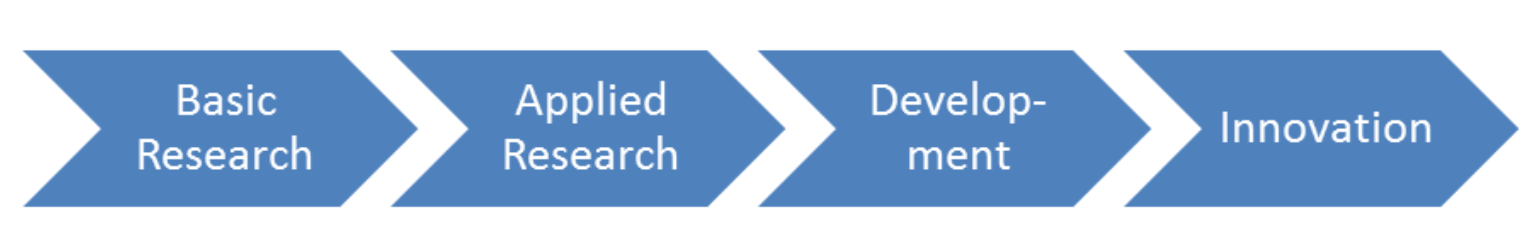 Basic
Research
Applied
Research
Develop-
ment
Innovation